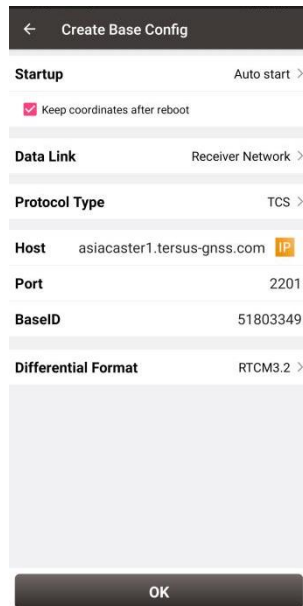 Create Base Config
Startup Auto start
Keep coordinates after reboot
Data Link Receiver Network
Protocol Type TCS
Host asiacaster1.tersus-gnss.com IP
Port 2201
BaseID 51803349
Differential Format RTCM3.2
OK